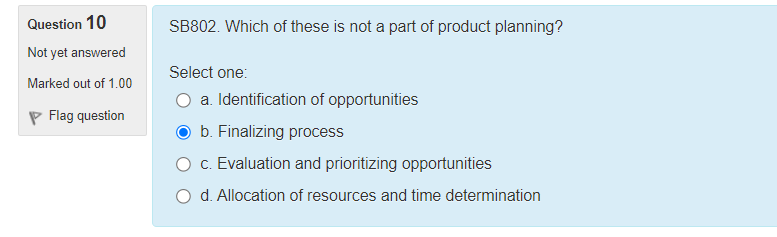 Question 10
Not yet answered
Marked out of 1.00
Flag question
SB802. Which of these is not a part of product planning?
Select one:
a. Identification of opportunities
b. Finalizing process
c. Evaluation and prioritizing opportunities
d. Allocation of resources and time determination